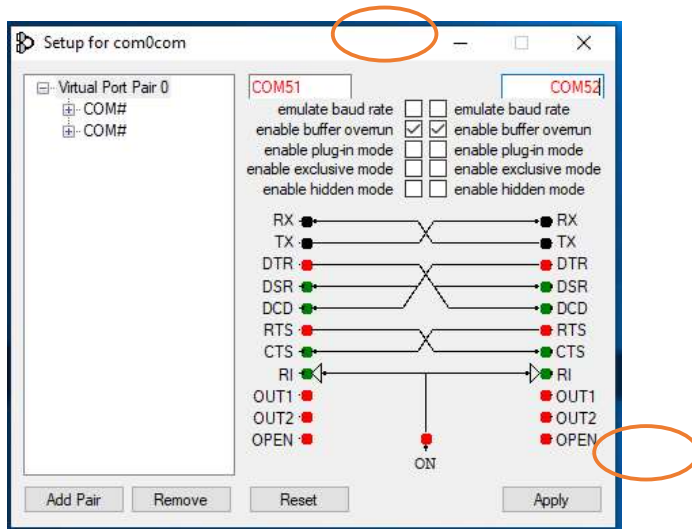 Setup for com0com
Virtual Port Pair 0
COM#
COM#
COM51 COM52
emulate baud rate emulate baud rate
enable buffer overrun enable buffer overrun
enable plug-in mode enable plug-in mode
enable exclusive mode enable exclusive mode
enable hidden mode enable hidden mode
RX RX
TX TX
DTR DTR
DSR DSR
DCD DCD
RTS RTS
CTS CTS
RI RI
OUT1 OUT1
OUT2 OUT2
OPEN OPEN
ON
Add Pair Remove Reset Apply